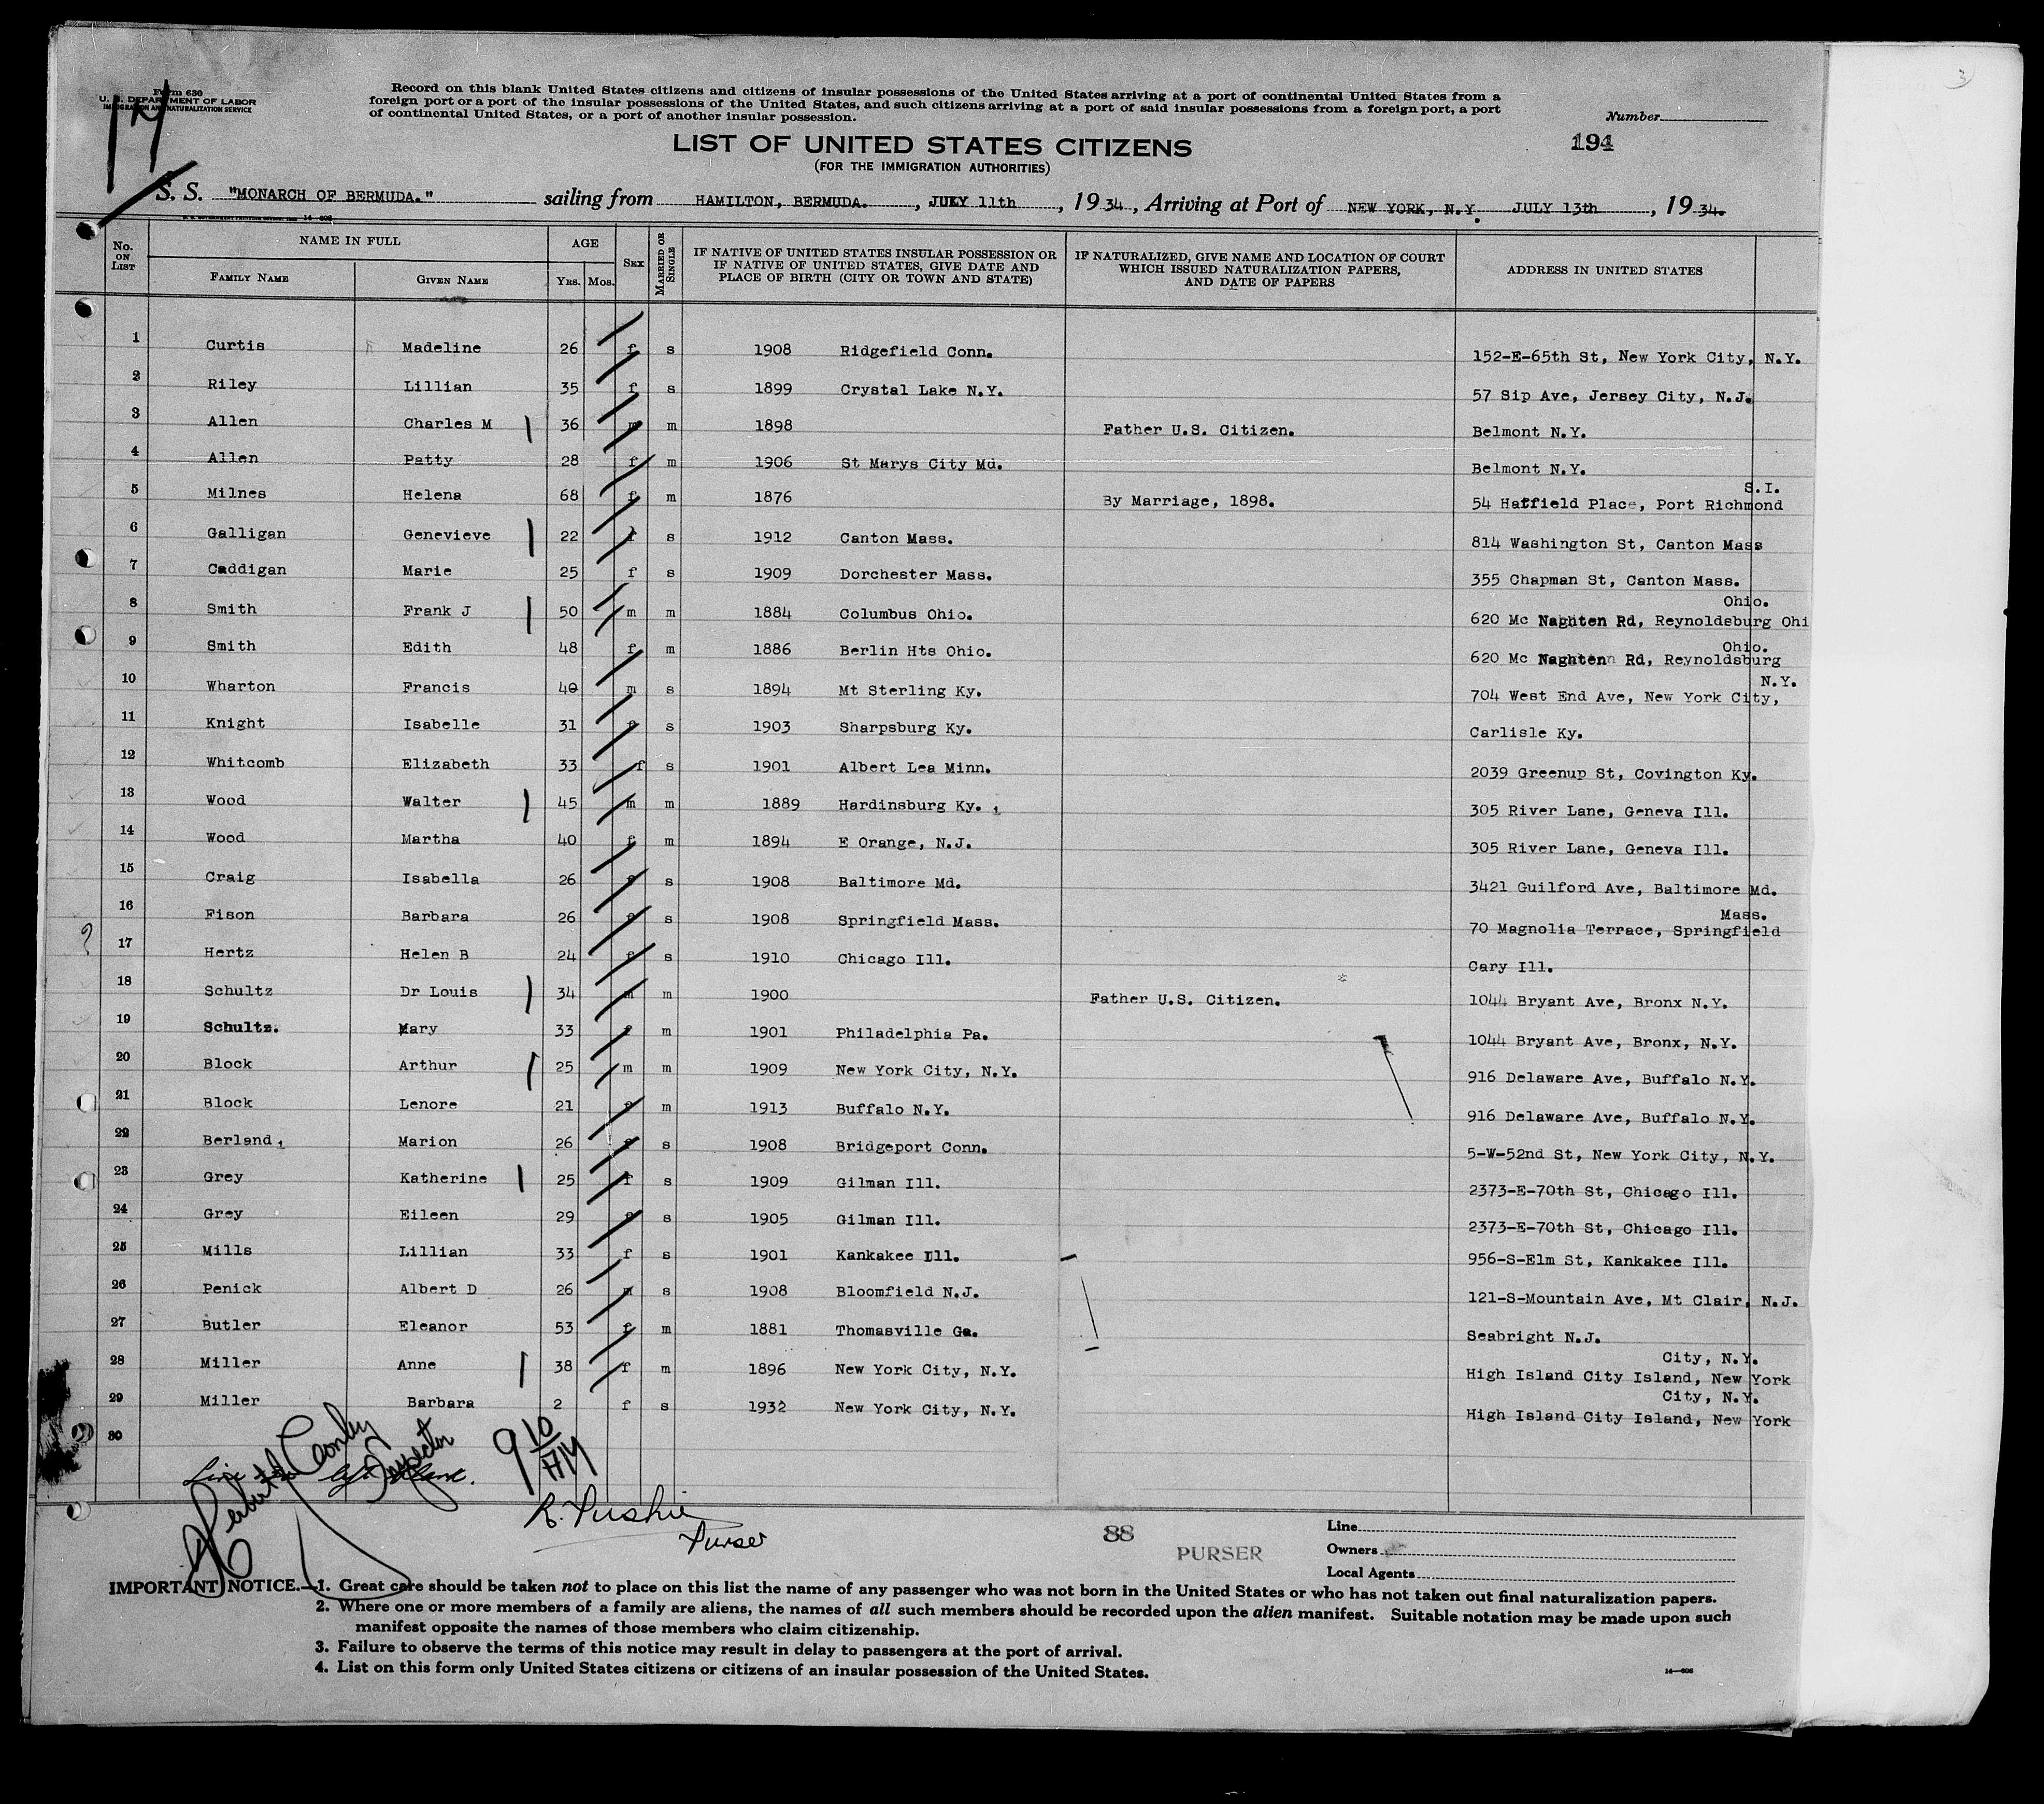 Form 630
U. S. DEPARTMENT OF LABOR
IMMIGRATION AND NATURALIZATION SERVICE
Record on this blank United States citizens and citizens of insular possessions of the United States arriving at a port of continental United States from a
foreign port or a port of the insular possessions of the United States, and such citizens arriving at a port of said insular possessions from a foreign port, a port
of continental United States, or a port of another insular possession.
Number
LIST OF UNITED STATES CITIZENS
194
(FOR THE IMMIGRATION AUTHORITIES)
S. S. "MONARCH OF BERMUDA." sailing from HAMILTON, BERMUDA. , JULY 11th , 19 34 , Arriving at Port of NEW YORK, N.Y. JULY 13th , 19 34.
No. ON LIST NAME IN FULL AGE SEX MARRIED OR SINGLE IF NATIVE OF UNITED STATES INSULAR POSSESSION OR IF NATIVE OF UNITED STATES, GIVE DATE AND PLACE OF BIRTH (CITY OR TOWN AND STATE) IF NATURALIZED, GIVE NAME AND LOCATION OF COURT WHICH ISSUED NATURALIZATION PAPERS, AND DATE OF PAPERS ADDRESS IN UNITED STATES
FAMILY NAME GIVEN NAME YRS. MOS.
1 Curtis Madeline 26 f s 1908 Ridgefield Conn. 152-E-65th St, New York City, N.Y.
2 Riley Lillian 35 f s 1899 Crystal Lake N.Y. 57 Sip Ave, Jersey City, N.J.
3 Allen Charles M 36 m m 1898 Father U.S. Citizen. Belmont N.Y.
4 Allen Patty 28 f m 1906 St Marys City Md. Belmont N.Y.
5 Milnes Helena 68 f m 1876 By Marriage, 1898. 54 Hatfield Place, Port Richmond S.I.
6 Galligan Genevieve 22 f s 1912 Canton Mass. 814 Washington St, Canton Mass
7 Caddigan Marie 25 f s 1909 Dorchester Mass. 355 Chapman St, Canton Mass.
8 Smith Frank J 50 m m 1884 Columbus Ohio. 620 Mc Naghten Rd, Reynoldsburg Ohi Ohio.
9 Smith Edith 48 f m 1886 Berlin Hts Ohio. 620 Mc Naghten Rd, Reynoldsburg Ohio.
10 Wharton Francis 40 m s 1894 Mt Sterling Ky. 704 West End Ave, New York City, N.Y.
11 Knight Isabelle 31 f s 1903 Sharpsburg Ky. Carlisle Ky.
12 Whitcomb Elizabeth 33 f s 1901 Albert Lea Minn. 2039 Greenup St, Covington Ky.
13 Wood Walter 45 m m 1889 Hardinsburg Ky. 305 River Lane, Geneva Ill.
14 Wood Martha 40 f m 1894 E Orange, N.J. 305 River Lane, Geneva Ill.
15 Craig Isabella 26 f s 1908 Baltimore Md. 3421 Guilford Ave, Baltimore Md.
16 Fison Barbara 26 f s 1908 Springfield Mass. 70 Magnolia Terrace, Springfield Mass.
? 17 Hertz Helen B 24 f s 1910 Chicago Ill. Cary Ill.
18 Schultz Dr Louis 34 m m 1900 Father U.S. Citizen. 1044 Bryant Ave, Bronx N.Y.
19 Schultz. Mary 33 f m 1901 Philadelphia Pa. 1044 Bryant Ave, Bronx, N.Y.
20 Block Arthur 25 m m 1909 New York City, N.Y. 916 Delaware Ave, Buffalo N.Y.
21 Block Lenore 21 f m 1913 Buffalo N.Y. 916 Delaware Ave, Buffalo N.Y.
22 Berland, Marion 26 f s 1908 Bridgeport Conn. 5-W-52nd St, New York City, N.Y.
23 Grey Katherine 25 f s 1909 Gilman Ill. 2373-E-70th St, Chicago Ill.
24 Grey Eileen 29 f s 1905 Gilman Ill. 2373-E-70th St, Chicago Ill.
25 Mills Lillian 33 f s 1901 Kankakee Ill. 956-S-Elm St, Kankakee Ill.
26 Penick Albert D 26 m s 1908 Bloomfield N.J. 121-S-Mountain Ave, Mt Clair, N.J.
27 Butler Eleanor 53 f m 1881 Thomasville Ga. Seabright N.J.
28 Miller Anne 38 f m 1896 New York City, N.Y. High Island City Island, New York City, N.Y.
29 Miller Barbara 2 f s 1932 New York City, N.Y. High Island City Island, New York City, N.Y.
30
Line
Inspector
Purser
88
PURSER
Line
Owners
Local Agents
IMPORTANT NOTICE.—1. Great care should be taken not to place on this list the name of any passenger who was not born in the United States or who has not taken out final naturalization papers.
2. Where one or more members of a family are aliens, the names of all such members should be recorded upon the alien manifest. Suitable notation may be made upon such
manifest opposite the names of those members who claim citizenship.
3. Failure to observe the terms of this notice may result in delay to passengers at the port of arrival.
4. List on this form only United States citizens or citizens of an insular possession of the United States.